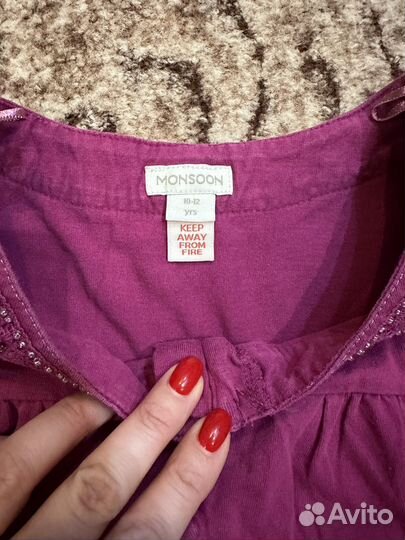 MONSOON
10-12
yrs
KEEP
AWAY
FROM
FIRE
Avito